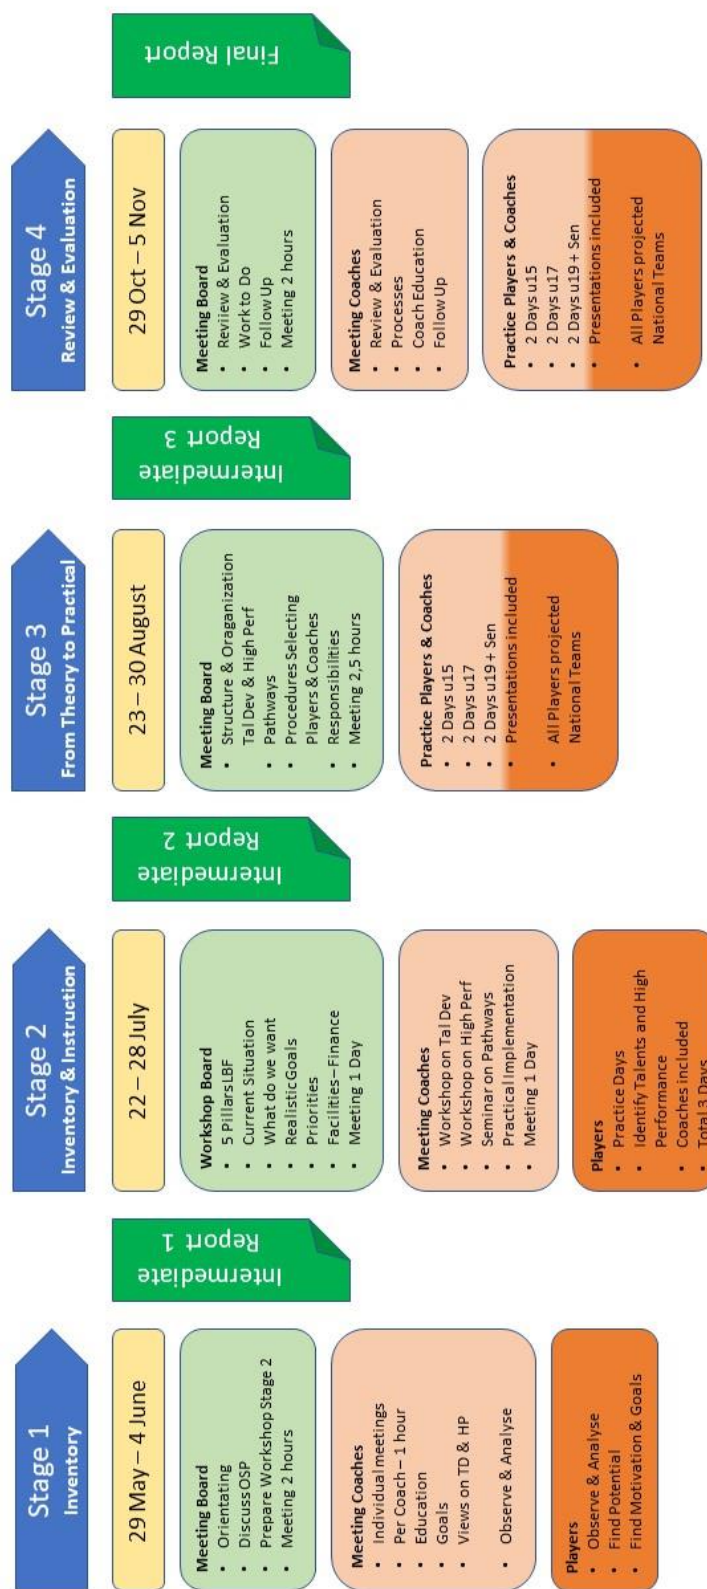 Stage 1
Inventory
29 May – 4 June
Meeting Board
• Orientating
• Discuss OSP
• Prepare Workshop Stage 2
• Meeting 2 hours
Meeting Coaches
• Individual meetings
• Per Coach – 1 hour
• Education
• Goals
• Views on TD & HP
• Observe & Analyse
Players
• Observe & Analyse
• Find Potential
• Find Motivation & Goals
Intermediate
Report 1
Stage 2
Inventory & Instruction
22 – 28 July
Workshop Board
• 5 Pillars LBF
• Current Situation
• What do we want
• Realistic Goals
• Priorities
• Facilities – Finance
• Meeting 1 Day
Meeting Coaches
• Workshop on Tal Dev
• Workshop on High Perf
• Seminar on Pathways
• Practical Implementation
• Meeting 1 Day
Players
• Practice Days
• Identify Talents and High
Performance
• Coaches included
• Total 3 Days
Intermediate
Report 2
Stage 3
From Theory to Practical
23 – 30 August
Meeting Board
• Structure & Oraganization
Tal Dev & High Perf
• Pathways
• Procedures Selecting
Players & Coaches
• Responsibilities
• Meeting 2,5 hours
Practice Players & Coaches
• 2 Days u15
• 2 Days u17
• 2 Days u19 + Sen
• Presentations included
• All Players projected
National Teams
Intermediate
Report 3
Stage 4
Review & Evaluation
29 Oct – 5 Nov
Meeting Board
• Reviiew & Evaluation
• Work to Do
• Follow Up
• Meeting 2 hours
Meeting Coaches
• Review & Evaluation
• Processes
• Coach Education
• Follow Up
Practice Players & Coaches
• 2 Days u15
• 2 Days u17
• 2 Days u19 + Sen
• Presentations included
• All Players projected
National Teams
Final Report